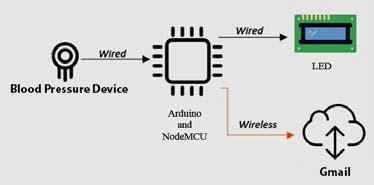 Wired
Wired
LED
Blood Pressure Device
Arduino
and
NodeMCU
Wireless
Gmail